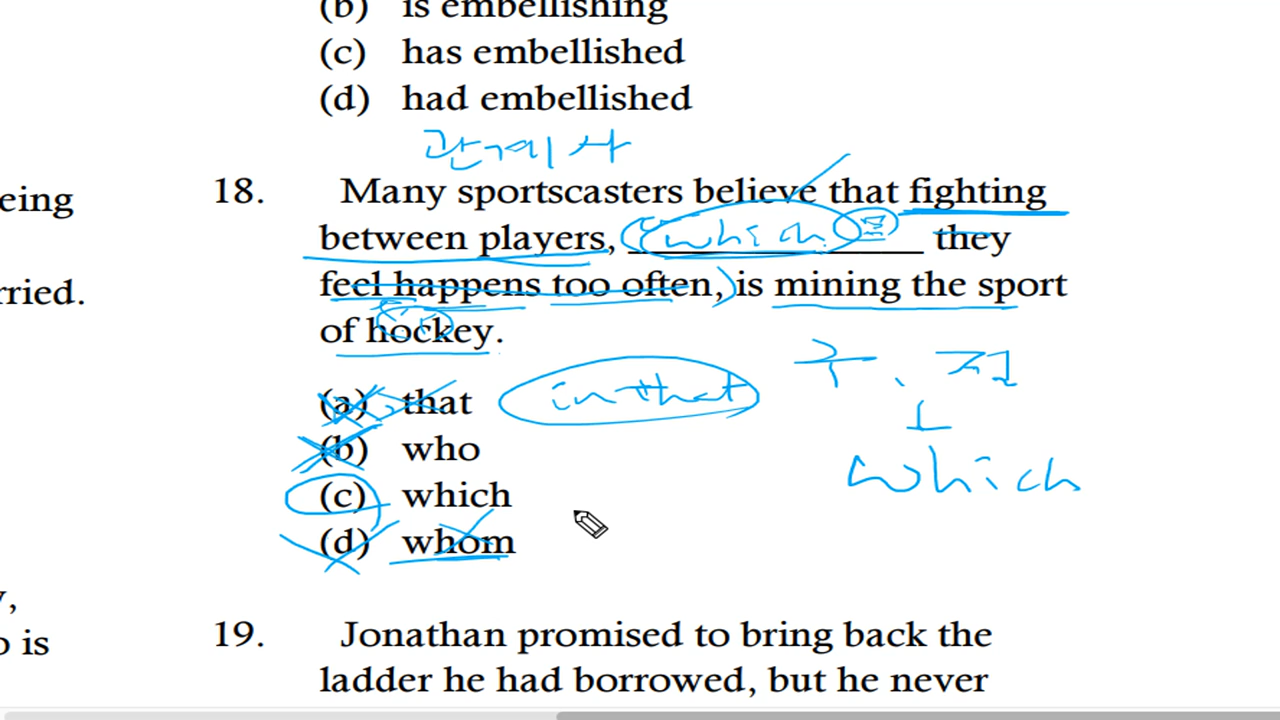 (b) is embellishing
(c) has embellished
(d) had embellished
관계사
eing
18. Many sportscasters believe that fighting
between players, which they
feel happens too often, is mining the sport
of hockey.
rried.
주, 전
(a) that in that
(b) who
(c) which which
(d) whom
y,
o is
19. Jonathan promised to bring back the
ladder he had borrowed, but he never